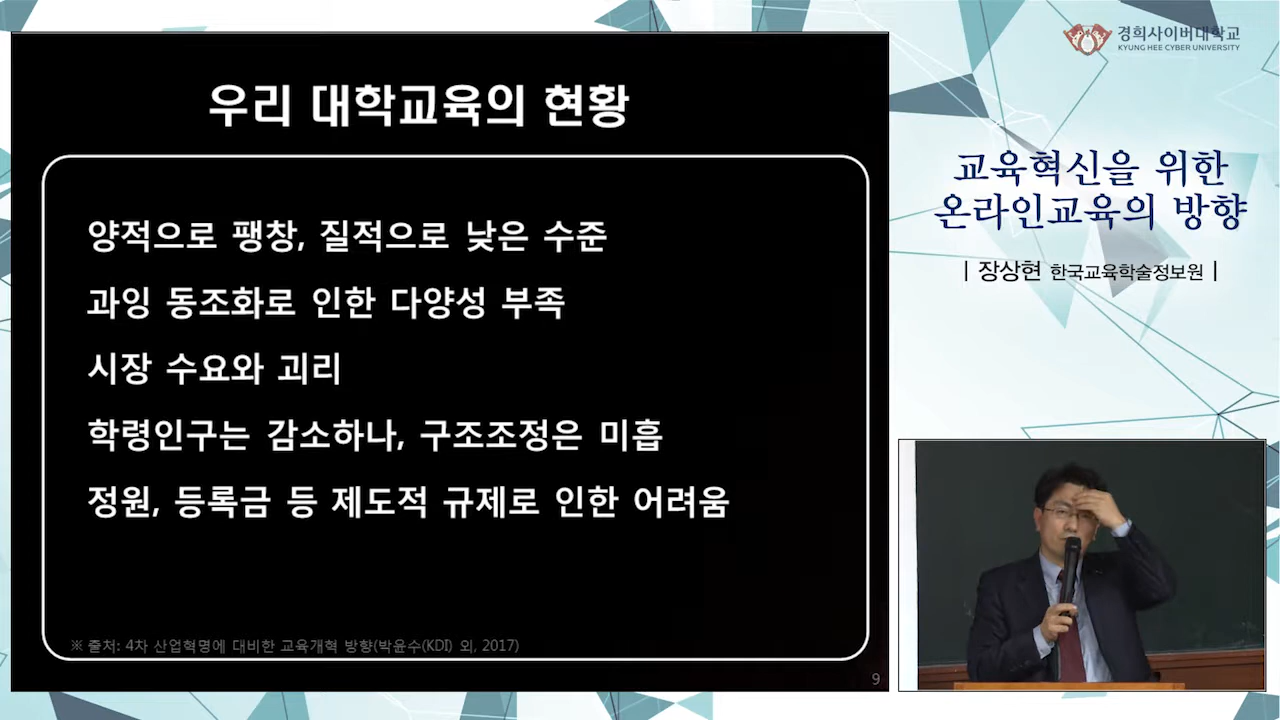 우리 대학교육의 현황
양적으로 팽창, 질적으로 낮은 수준
과잉 동조화로 인한 다양성 부족
시장 수요와 괴리
학령인구는 감소하나, 구조조정은 미흡
정원, 등록금 등 제도적 규제로 인한 어려움
※ 출처: 4차 산업혁명에 대비한 교육개혁 방향(박윤수(KDI) 외, 2017)
9
경희사이버대학교
KYUNG HEE CYBER UNIVERSITY
교육혁신을 위한
온라인교육의 방향
| 장상현 한국교육학술정보원 |